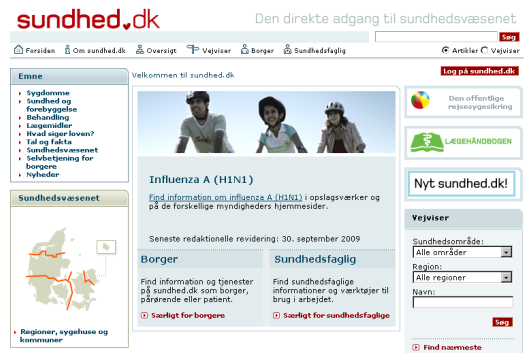 sundhed.dk
Den direkte adgang til sundhedsvæsenet
Søg
Forsiden
Om sundhed.dk
Oversigt
Vejviser
Borger
Sundhedsfaglig
Artikler
Vejviser
Log på sundhed.dk
Emne
Sygdomme
Sundhed og
forebyggelse
Behandling
Lægemidler
Hvad siger loven?
Tal og fakta
Sundhedsvæsenet
Selvbetjening for
borgere
Nyheder
Sundhedsvæsenet
Regioner, sygehuse og
kommuner
Velkommen til sundhed.dk
Influenza A (H1N1)
Find information om influenza A (H1N1) i opslagsværker og
på de forskellige myndigheders hjemmesider.
Seneste redaktionelle revidering: 30. september 2009
Borger
Find information og tjenester
på sundhed.dk som borger,
pårørende eller patient.
Særligt for borgere
Sundhedsfaglig
Find sundhedsfaglige
informationer og værktøjer til
brug i arbejdet.
Særligt for sundhedsfaglige
Den offentlige
rejsesygesikring
LÆGEHÅNDBOGEN
Nyt sundhed.dk!
Vejviser
Sundhedsområde:
Alle områder
Region:
Alle regioner
Navn:
Søg
Find nærmeste